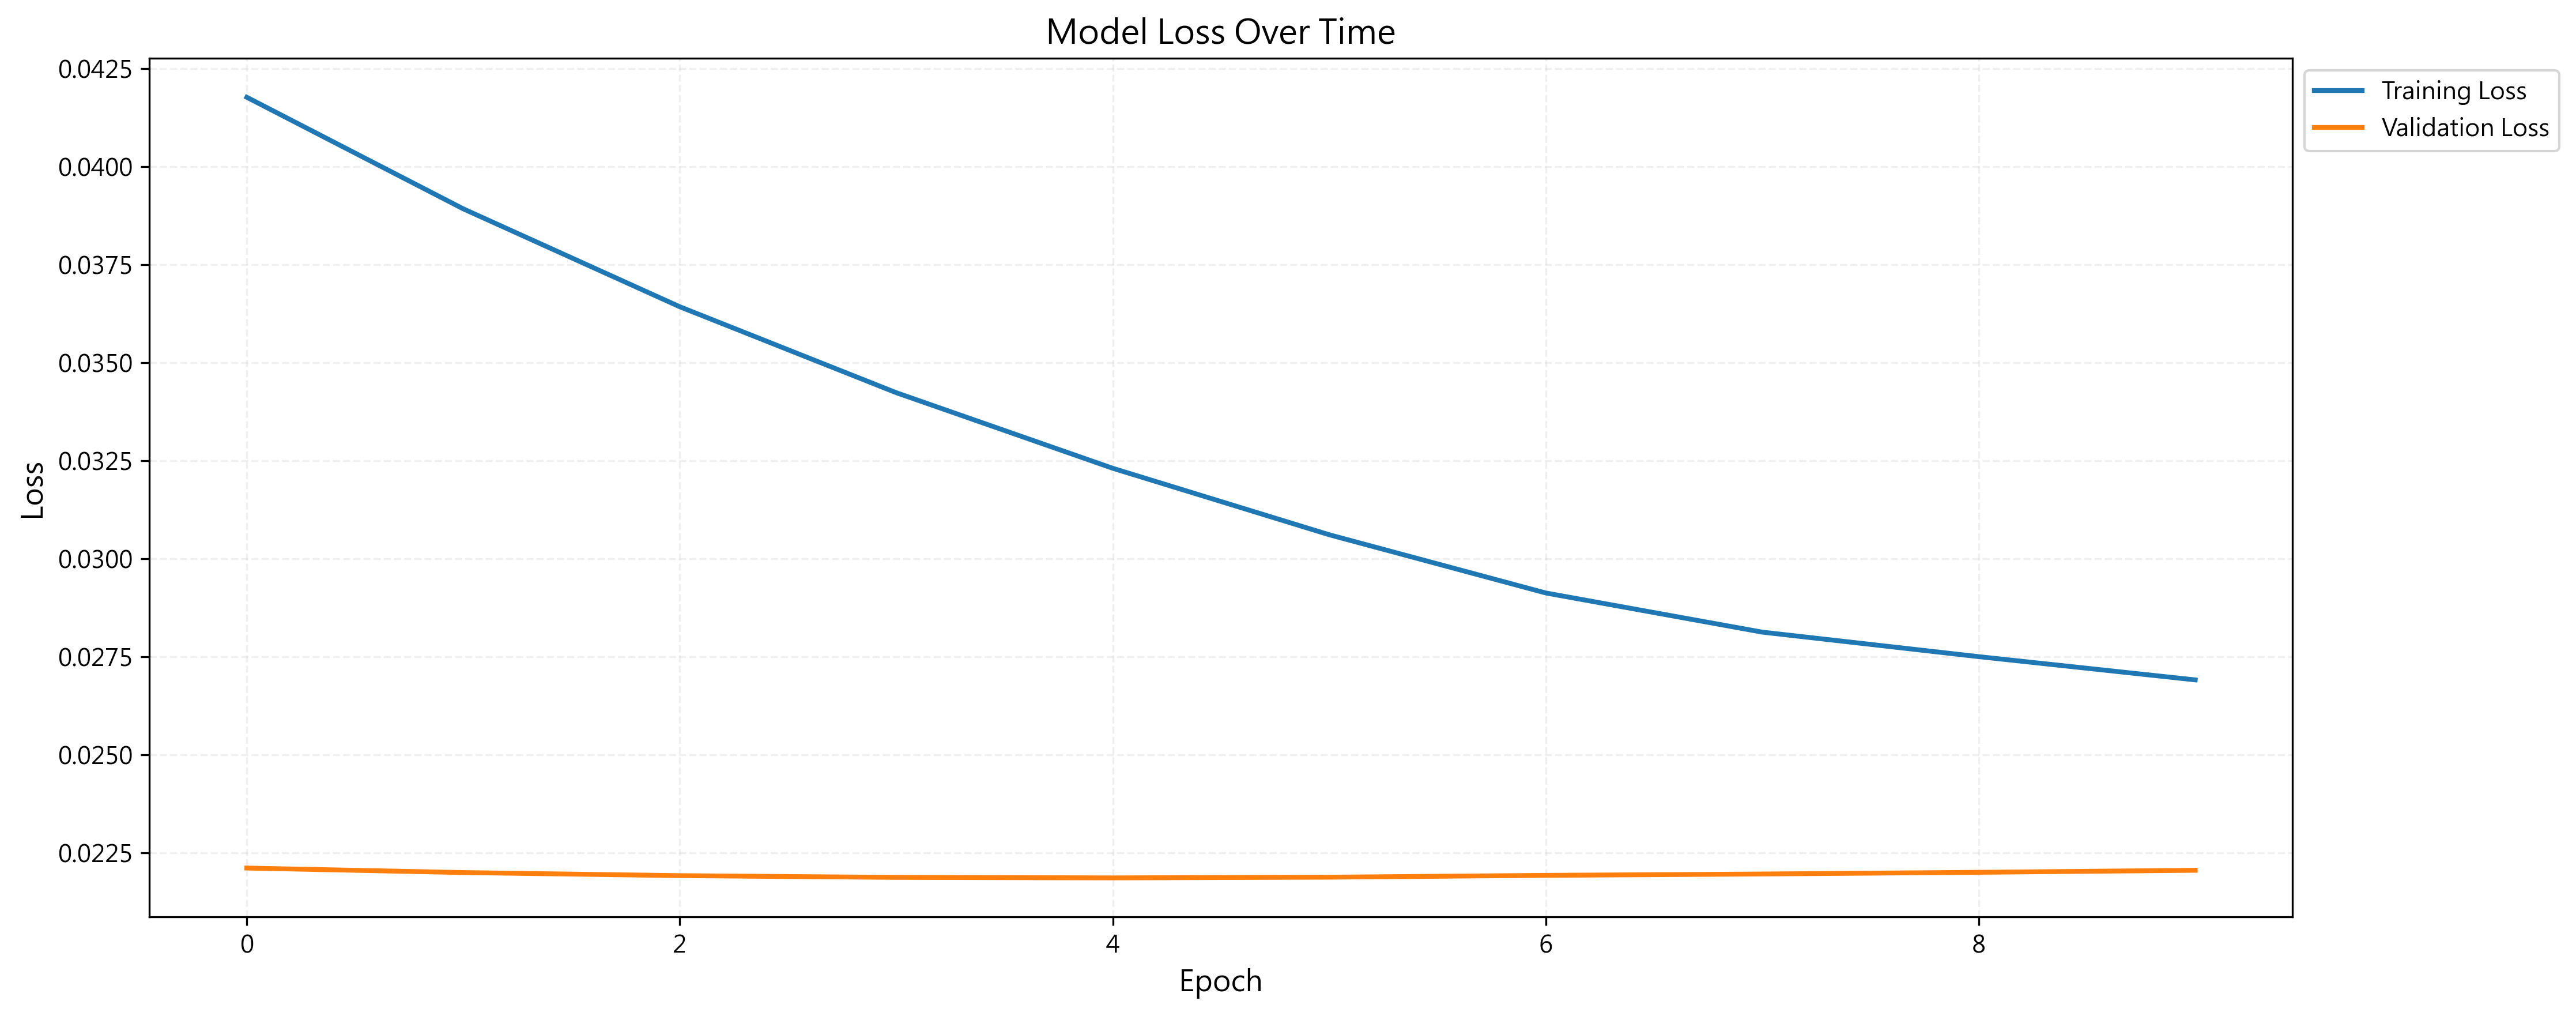 Model Loss Over Time
0.0425
0.0400
0.0375
0.0350
0.0325
0.0300
0.0275
0.0250
0.0225
Loss
0 2 4 6 8
Epoch
Training Loss
Validation Loss